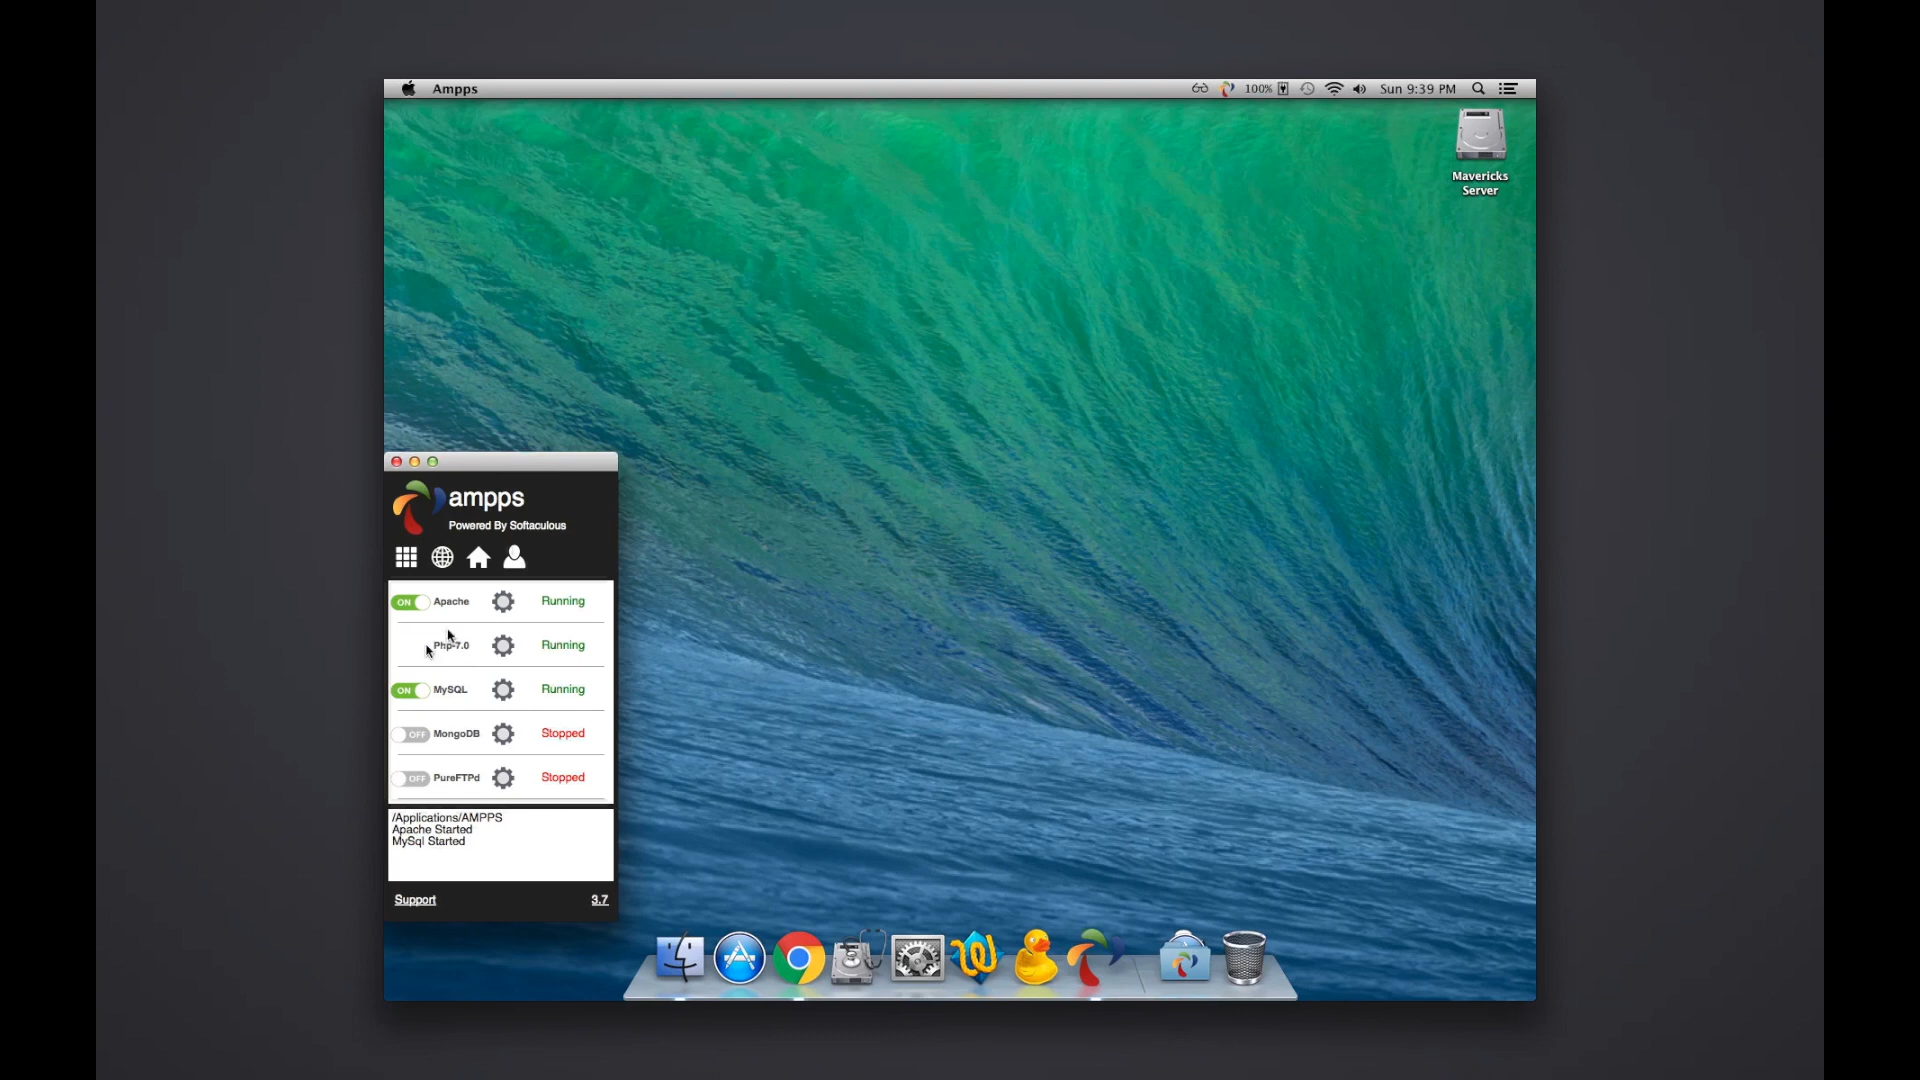 Ampps
100%
Sun 9:39 PM
Mavericks
Server
ampps
Powered By Softaculous
ON Apache Running
Php-7.0 Running
ON MySQL Running
OFF MongoDB Stopped
OFF PureFTPd Stopped
/Applications/AMPPS
Apache Started
MySql Started
Support 3.7